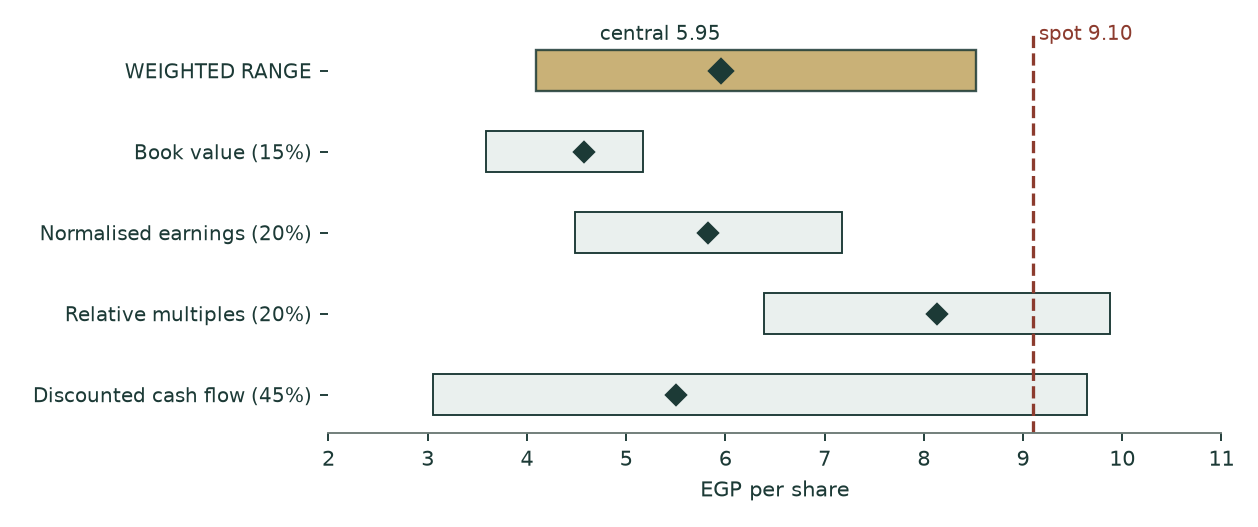 central 5.95
spot 9.10
WEIGHTED RANGE
Book value (15%)
Normalised earnings (20%)
Relative multiples (20%)
Discounted cash flow (45%)
2 3 4 5 6 7 8 9 10 11
EGP per share